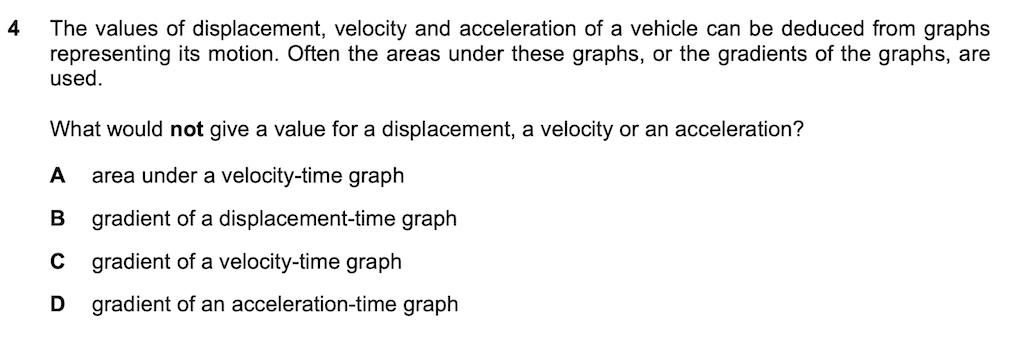 4 The values of displacement, velocity and acceleration of a vehicle can be deduced from graphs
representing its motion. Often the areas under these graphs, or the gradients of the graphs, are
used.
What would not give a value for a displacement, a velocity or an acceleration?
A area under a velocity-time graph
B gradient of a displacement-time graph
C gradient of a velocity-time graph
D gradient of an acceleration-time graph